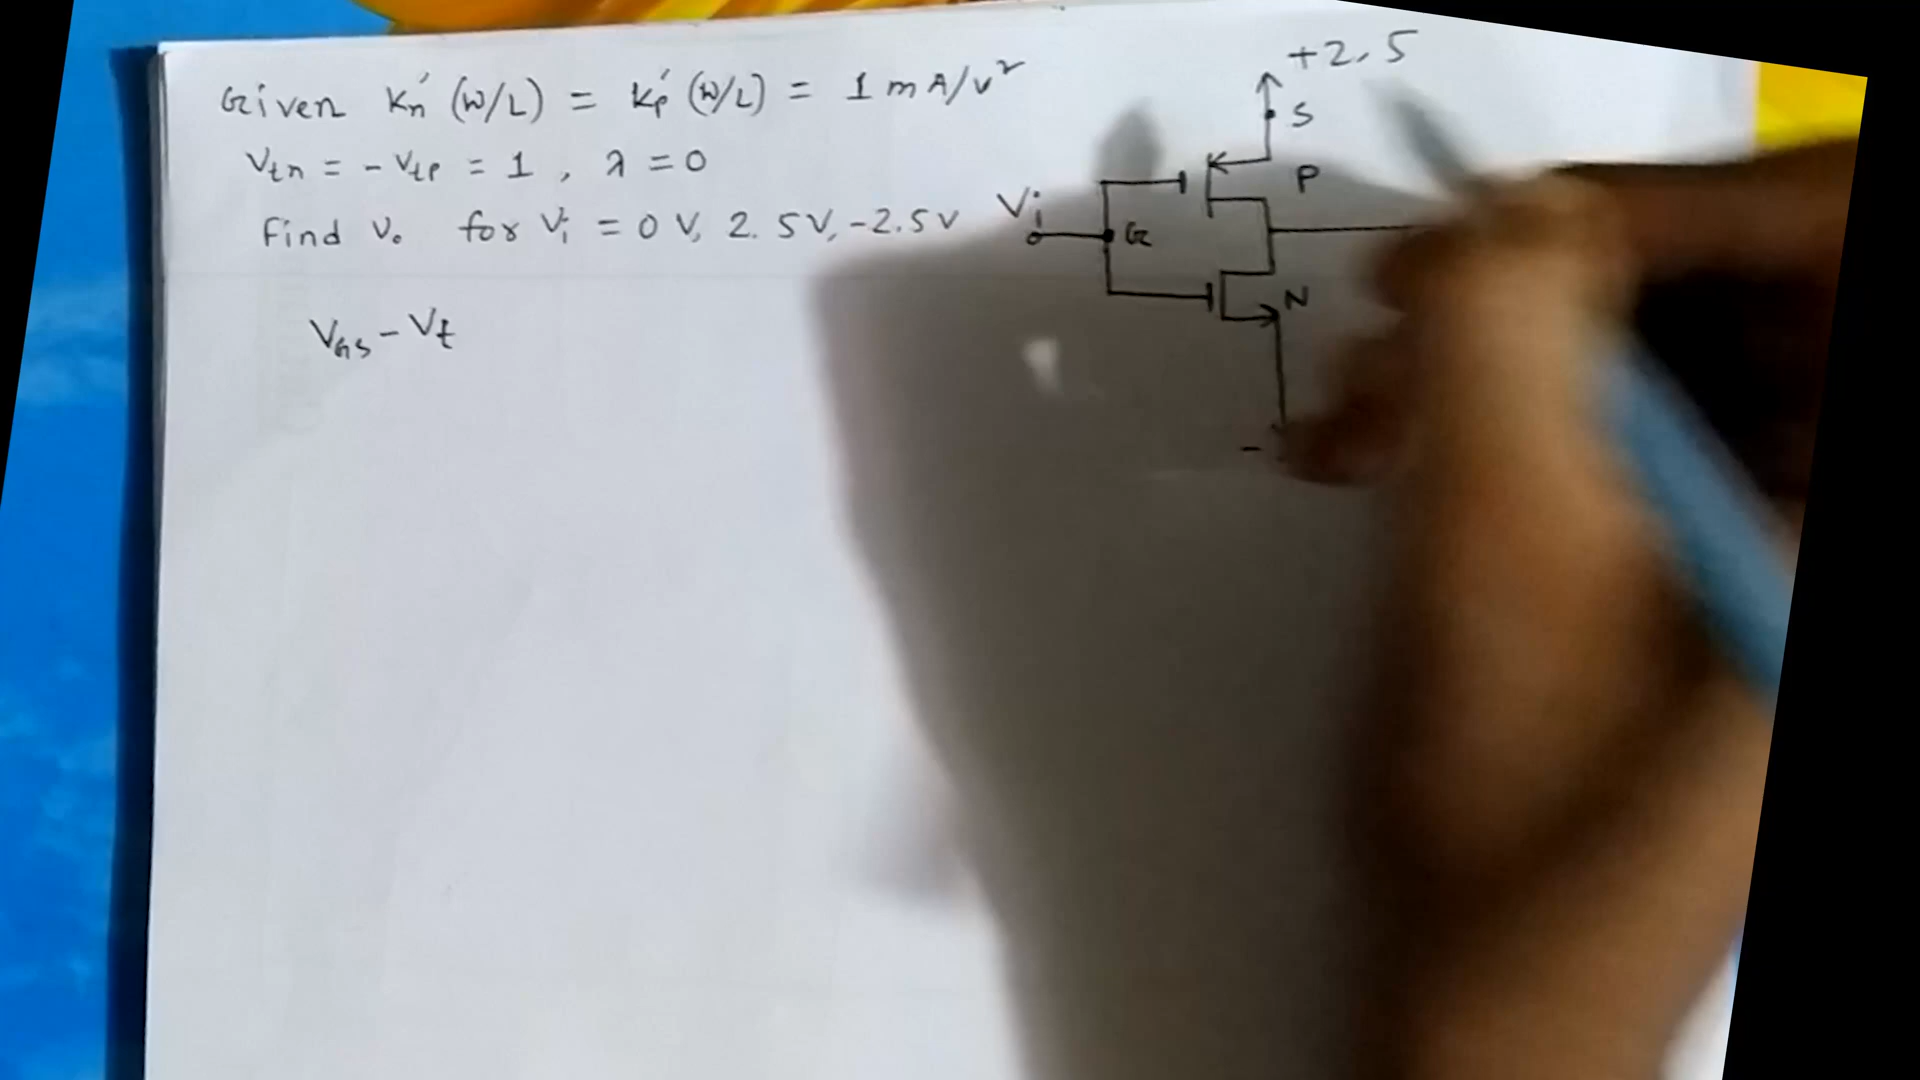 Given Kn' (W/L) = Kp' (W/L) = 1 mA/V²
Vtn = - Vtp = 1 , λ = 0
Find Vo for Vi = 0 V, 2.5V, -2.5V
VGS - Vt
+2.5
S
P
Vi
G
N
-